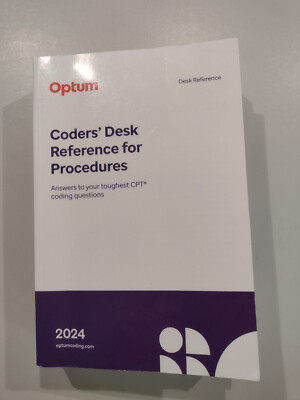 Optum
Desk Reference
Coders' Desk
Reference for
Procedures
Answers to your toughest CPT®
coding questions
2024
optumcoding.com